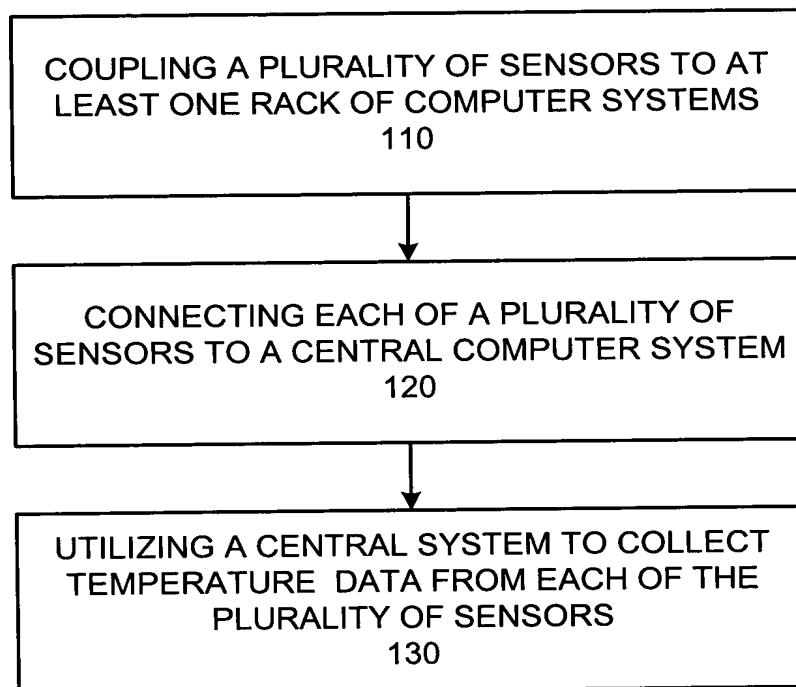 COUPLING A PLURALITY OF SENSORS TO AT
LEAST ONE RACK OF COMPUTER SYSTEMS
110
CONNECTING EACH OF A PLURALITY OF
SENSORS TO A CENTRAL COMPUTER SYSTEM
120
UTILIZING A CENTRAL SYSTEM TO COLLECT
TEMPERATURE DATA FROM EACH OF THE
PLURALITY OF SENSORS
130